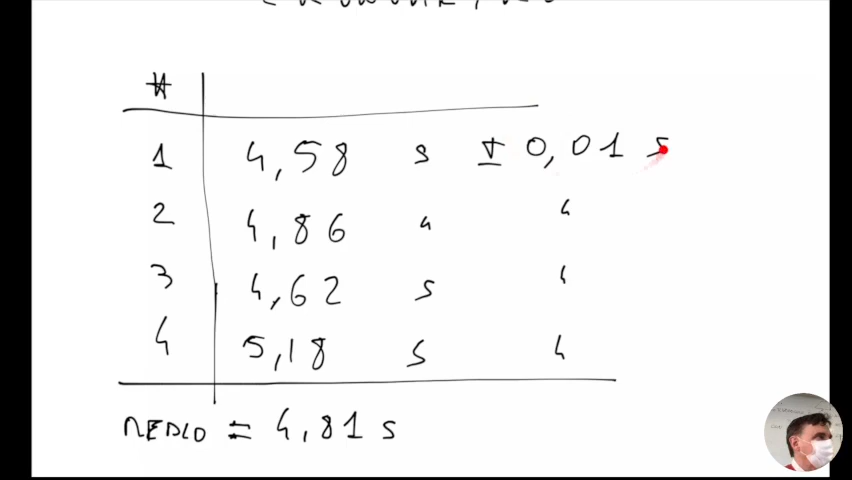 #
1 4,58 s ± 0,01 s
2 4,86 " "
3 4,62 s "
4 5,18 s "
MEDIO = 4,81 s